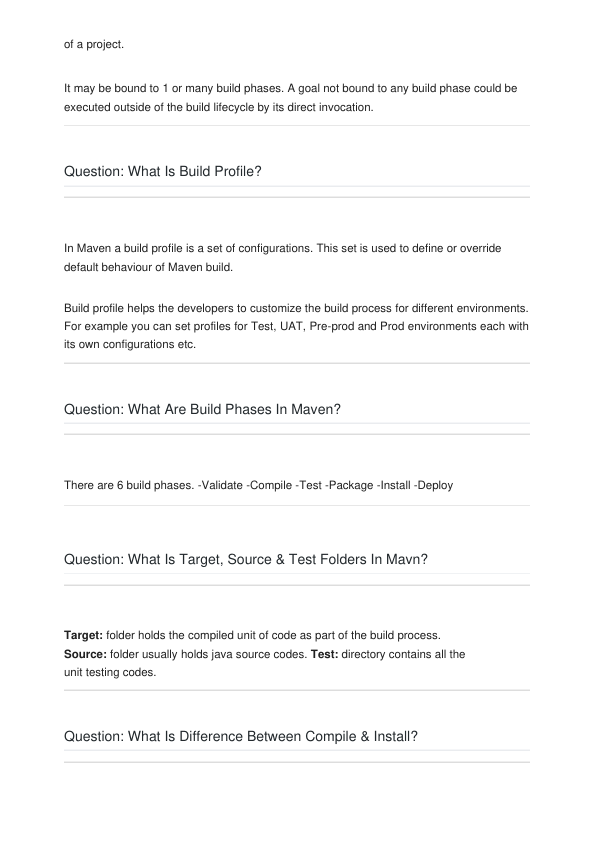 of a project.
It may be bound to 1 or many build phases. A goal not bound to any build phase could be
executed outside of the build lifecycle by its direct invocation.
Question: What Is Build Profile?
In Maven a build profile is a set of configurations. This set is used to define or override
default behaviour of Maven build.
Build profile helps the developers to customize the build process for different environments.
For example you can set profiles for Test, UAT, Pre-prod and Prod environments each with
its own configurations etc.
Question: What Are Build Phases In Maven?
There are 6 build phases. -Validate -Compile -Test -Package -Install -Deploy
Question: What Is Target, Source & Test Folders In Mavn?
Target: folder holds the compiled unit of code as part of the build process.
Source: folder usually holds java source codes. Test: directory contains all the
unit testing codes.
Question: What Is Difference Between Compile & Install?